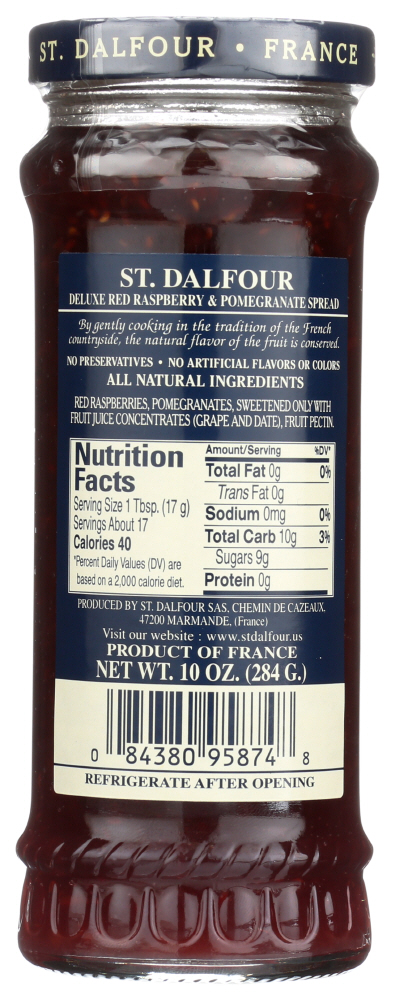 ST. DALFOUR • FRANCE
ST. DALFOUR
DELUXE RED RASPBERRY & POMEGRANATE SPREAD
By gently cooking in the tradition of the French
countryside, the natural flavor of the fruit is conserved.
NO PRESERVATIVES • NO ARTIFICIAL FLAVORS OR COLORS
ALL NATURAL INGREDIENTS
RED RASPBERRIES, POMEGRANATES, SWEETENED ONLY WITH
FRUIT JUICE CONCENTRATES (GRAPE AND DATE), FRUIT PECTIN.
Nutrition
Facts
Serving Size 1 Tbsp. (17 g)
Servings About 17
Calories 40
*Percent Daily Values (DV) are
based on a 2,000 calorie diet.
Amount/Serving %DV*
Total Fat 0g 0%
Trans Fat 0g
Sodium 0mg 0%
Total Carb 10g 3%
Sugars 9g
Protein 0g
PRODUCED BY ST. DALFOUR SAS, CHEMIN DE CAZEAUX,
47200 MARMANDE, (France)
Visit our website : www.stdalfour.us
PRODUCT OF FRANCE
NET WT. 10 OZ. (284 G.)
0 84380 95874 8
REFRIGERATE AFTER OPENING